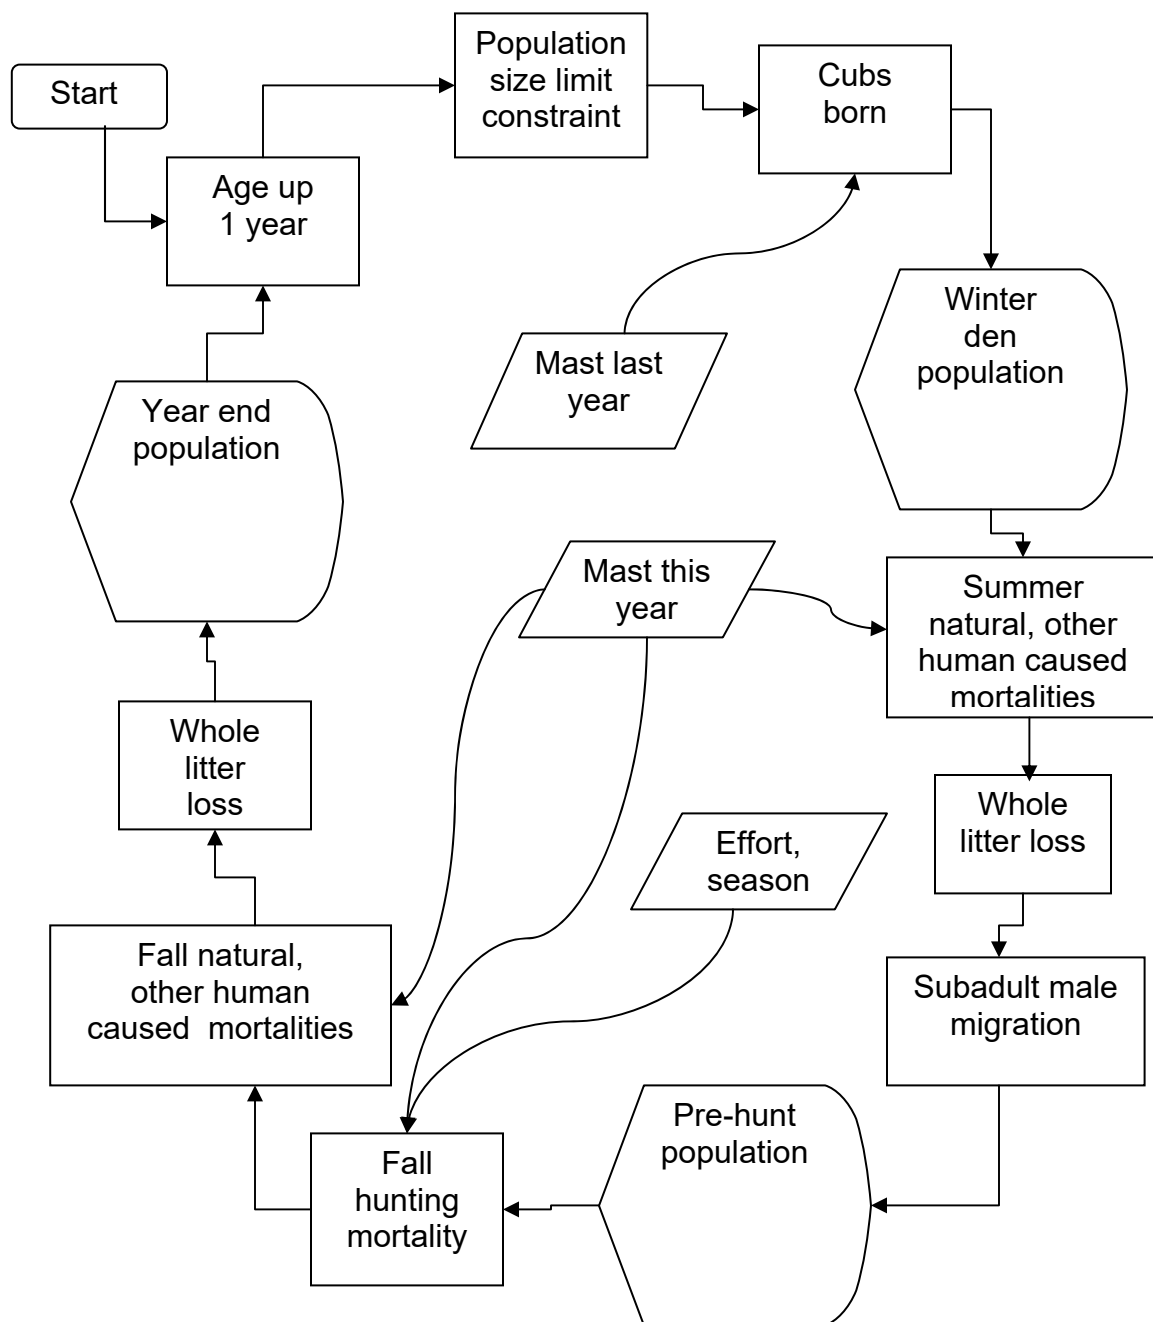 Start
Population
size limit
constraint
Cubs
born
Age up
1 year
Winter
den
population
Mast last
year
Year end
population
Mast this
year
Summer
natural, other
human caused
mortalities
Whole
litter
loss
Whole
litter loss
Effort,
season
Fall natural,
other human
caused  mortalities
Subadult male
migration
Pre-hunt
population
Fall
hunting
mortality